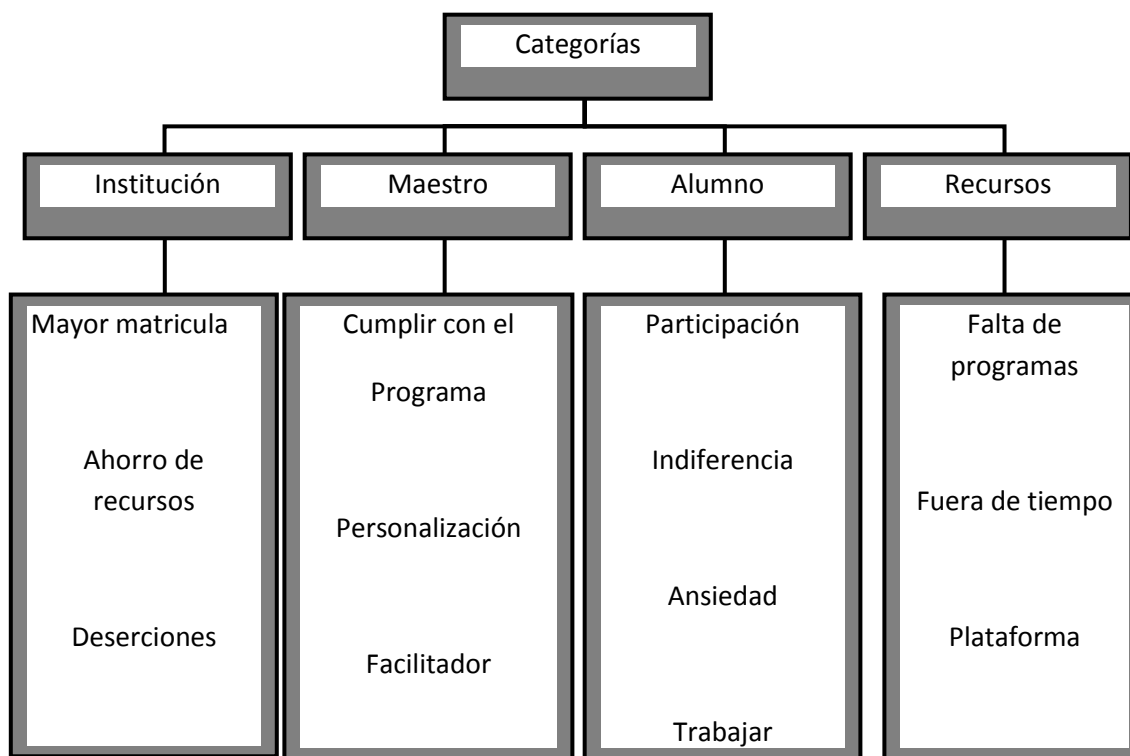 Categorías
Institución
Maestro
Alumno
Recursos
Mayor matricula
Ahorro de
recursos
Deserciones
Cumplir con el
Programa
Personalización
Facilitador
Participación
Indiferencia
Ansiedad
Trabajar
Falta de
programas
Fuera de tiempo
Plataforma